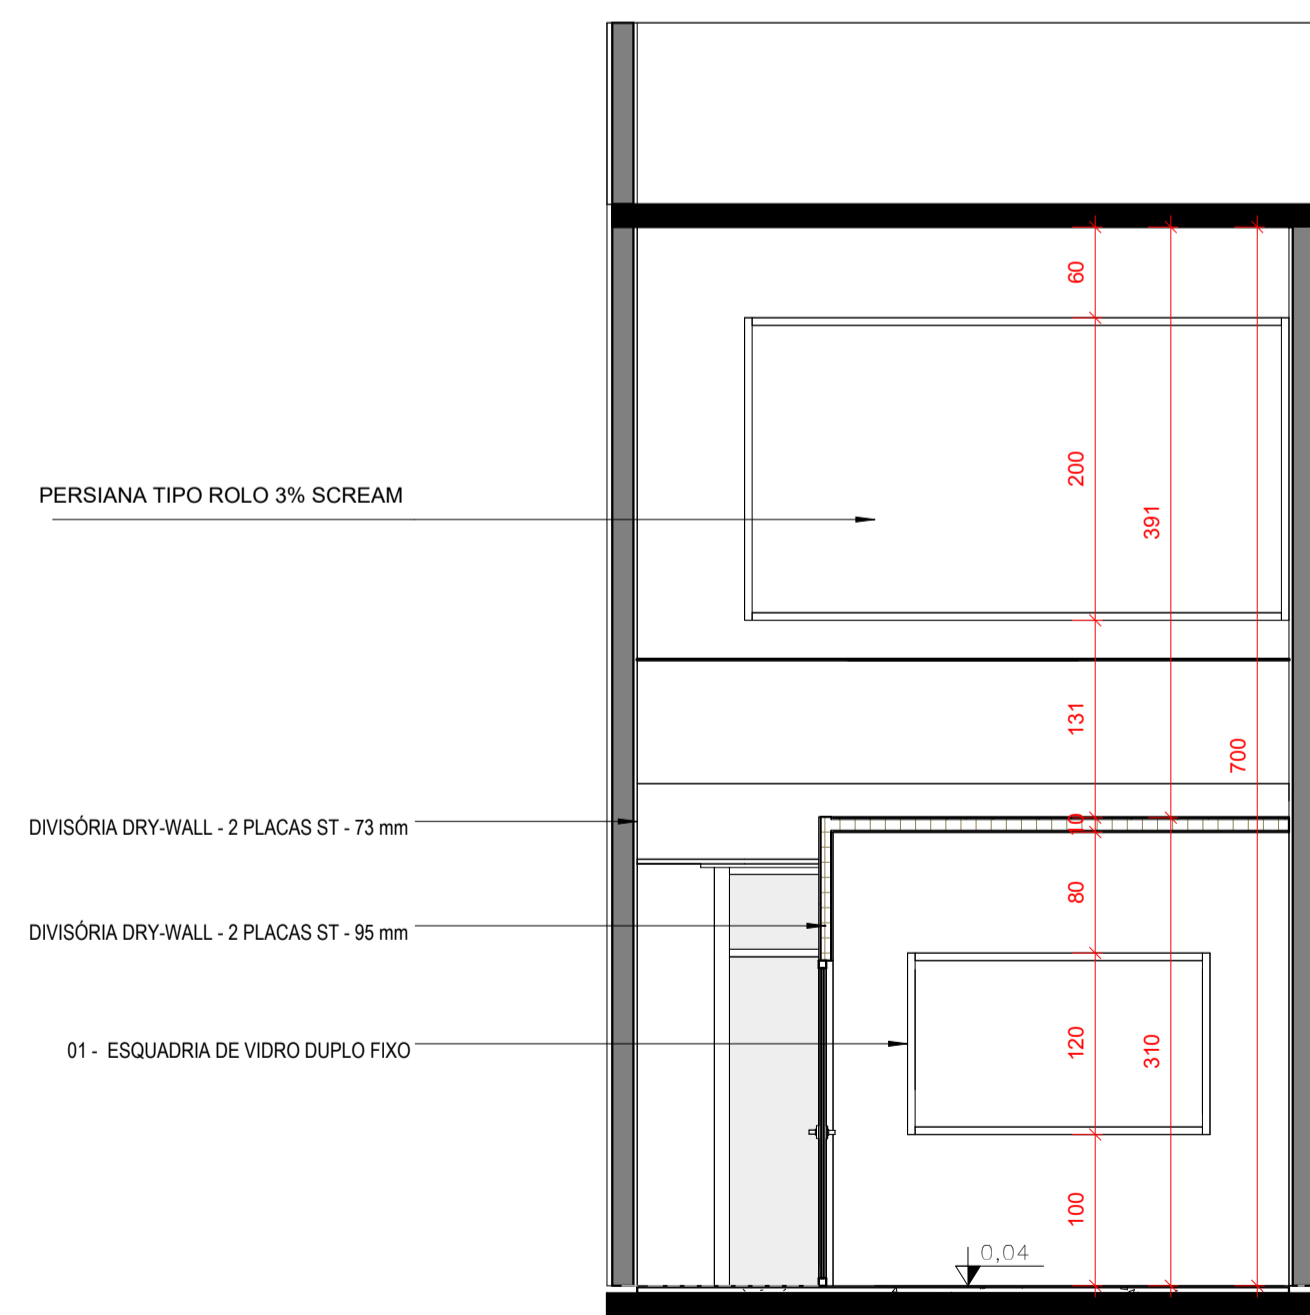 60
200
PERSIANA TIPO ROLO 3% SCREAM
391
131
700
DIVISÓRIA DRY-WALL - 2 PLACAS ST - 73 mm
10
80
DIVISÓRIA DRY-WALL - 2 PLACAS ST - 95 mm
120
310
01 - ESQUADRIA DE VIDRO DUPLO FIXO
100
0,04